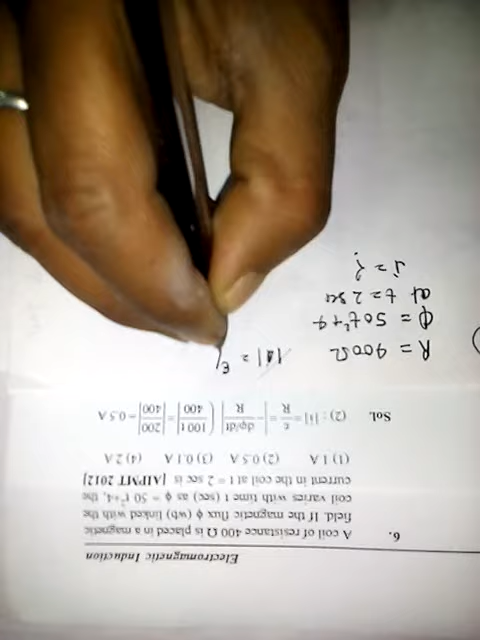 Electromagnetic Induction
6. A coil of resistance 400 Ω is placed in a magnetic
field. If the magnetic flux ϕ (wb) linked with the
coil varies with time t (sec) as ϕ = 50 t²+4, the
current in the coil at t = 2 sec is [AIPMT 2012]
(1) 1 A (2) 0.5 A (3) 0.1 A (4) 2 A
Sol. (2) : |i| = ε/R = |−dφ/dt / R| = |100 t / 400| = |200 / 400| = 0.5 A
R = 400Ω
Φ = 50t²+4
at t = 2 sec
i = ?
|i| = ε